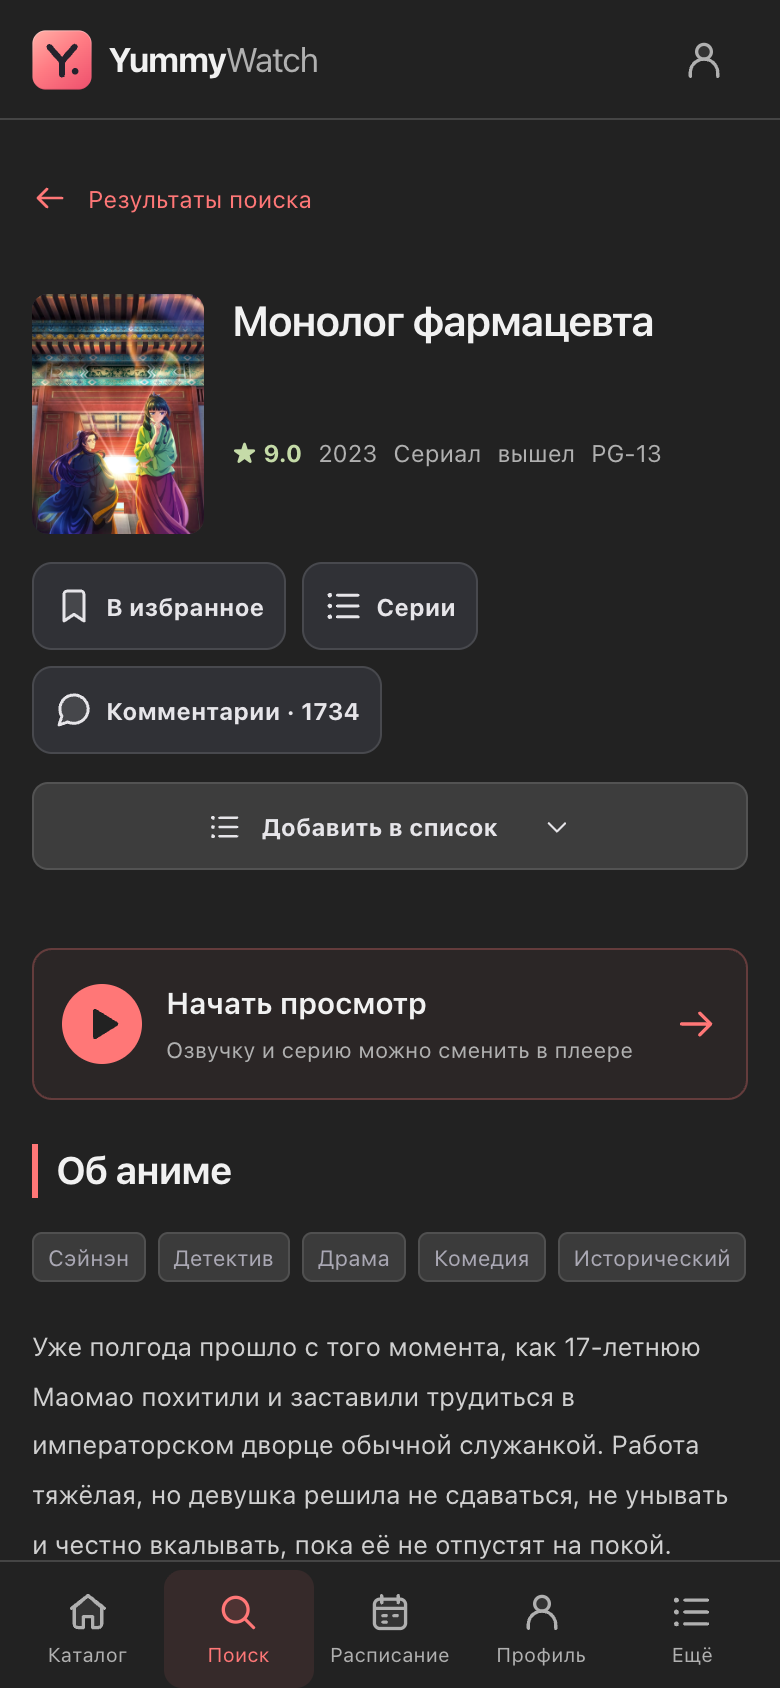 YummyWatch
Результаты поиска
Монолог фармацевта
9.0 2023 Сериал вышел PG-13
В избранное
Серии
Комментарии · 1734
Добавить в список
Начать просмотр
Озвучку и серию можно сменить в плеере
Об аниме
Сэйнэн Детектив Драма Комедия Исторический
Уже полгода прошло с того момента, как 17-летнюю
Маомао похитили и заставили трудиться в
императорском дворце обычной служанкой. Работа
тяжёлая, но девушка решила не сдаваться, не унывать
и честно вкалывать, пока её не отпустят на покой.
Каталог Поиск Расписание Профиль Ещё